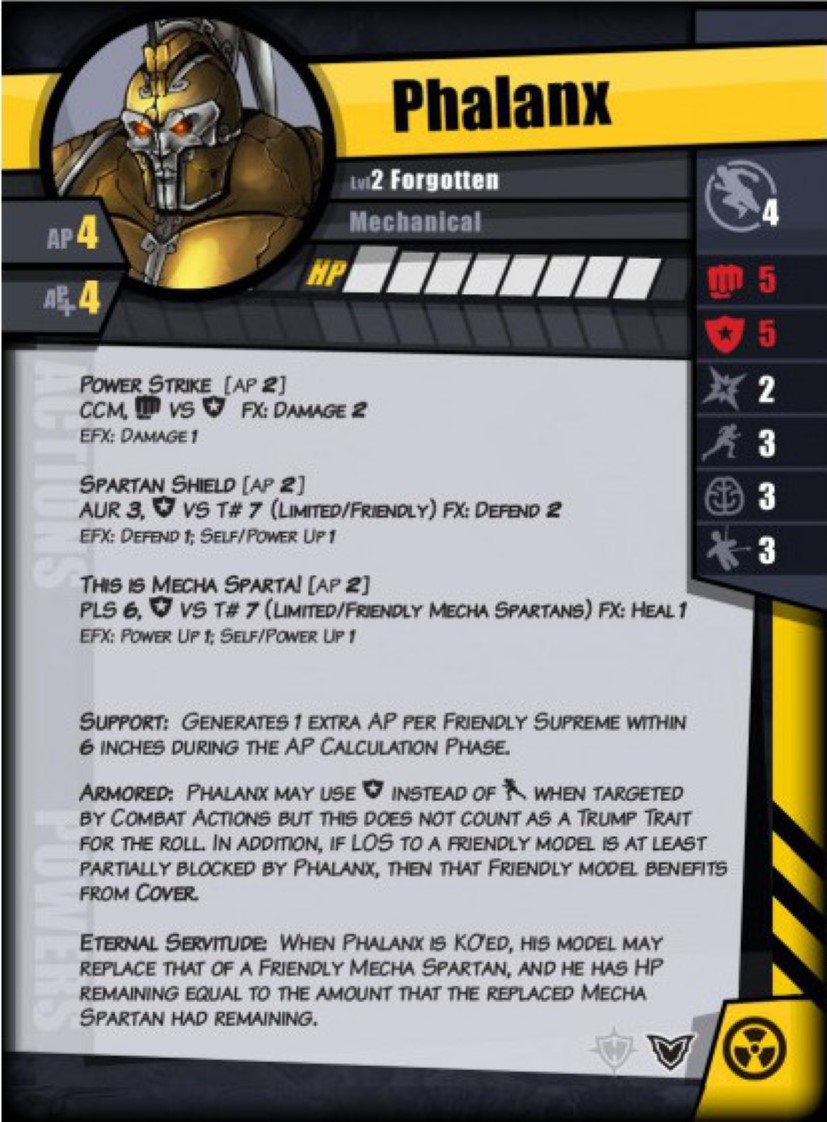 Phalanx
Lvl2 Forgotten
Mechanical
AP 4
AP+ 4
HP
4
5
5
2
3
3
3
ACTIONS
POWER STRIKE [AP 2]
CCM, VS FX: DAMAGE 2
EFX: DAMAGE 1
SPARTAN SHIELD [AP 2]
AUR 3, VS T# 7 (LIMITED/FRIENDLY) FX: DEFEND 2
EFX: DEFEND 1; SELF/POWER UP 1
THIS IS MECHA SPARTA! [AP 2]
PLS 6, VS T# 7 (LIMITED/FRIENDLY MECHA SPARTANS) FX: HEAL 1
EFX: POWER UP 1; SELF/POWER UP 1
POWERS
SUPPORT: GENERATES 1 EXTRA AP PER FRIENDLY SUPREME WITHIN
6 INCHES DURING THE AP CALCULATION PHASE.
ARMORED: PHALANX MAY USE INSTEAD OF WHEN TARGETED
BY COMBAT ACTIONS BUT THIS DOES NOT COUNT AS A TRUMP TRAIT
FOR THE ROLL. IN ADDITION, IF LOS TO A FRIENDLY MODEL IS AT LEAST
PARTIALLY BLOCKED BY PHALANX, THEN THAT FRIENDLY MODEL BENEFITS
FROM COVER.
ETERNAL SERVITUDE: WHEN PHALANX IS KO'ED, HIS MODEL MAY
REPLACE THAT OF A FRIENDLY MECHA SPARTAN, AND HE HAS HP
REMAINING EQUAL TO THE AMOUNT THAT THE REPLACED MECHA
SPARTAN HAD REMAINING.